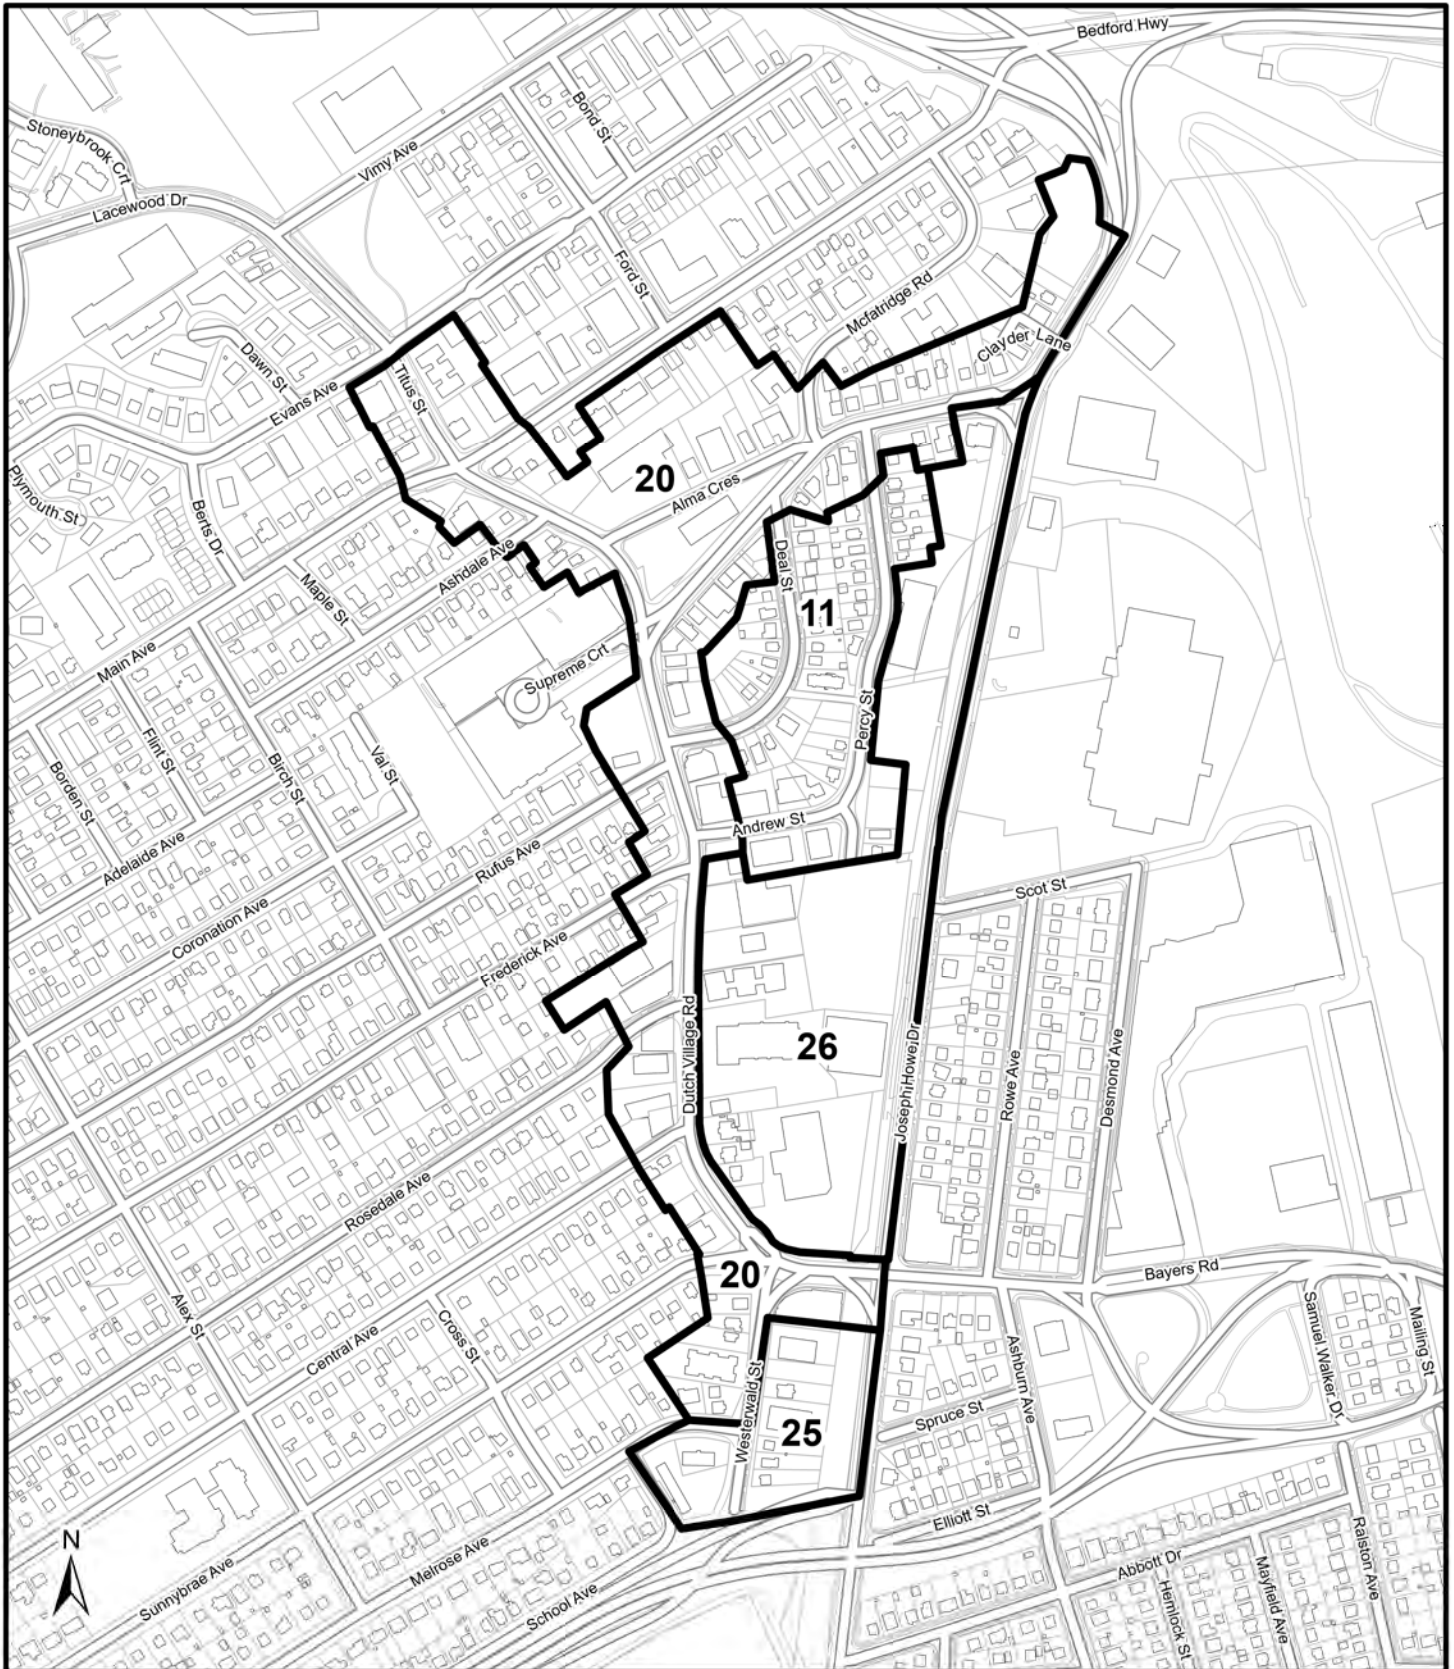 Bedford Hwy
Bond St
Stoneybrook Crt
Vimy Ave
Lacewood Dr
Ford St
Mcfatridge Rd
Clayder Lane
Dawn St
Titus St
Evans Ave
20
Alma Cres
Plymouth St
Berts Dr
Ashdale Ave
Deal St
Maple St
11
Main Ave
Supreme Crt
Percy St
Flint St
Val St
Birch St
Borden St
Andrew St
Adelaide Ave
Rufus Ave
Scot St
Coronation Ave
Frederick Ave
Dutch Village Rd
26
Joseph Howe Dr
Rowe Ave
Desmond Ave
Rosedale Ave
20
Bayers Rd
Alex St
Cross St
Central Ave
Samuel Walker Dr
Mailing St
Ashburn Ave
Westerwald St
Spruce St
25
Elliott St
N
Melrose Ave
Abbott Dr
Ralston Ave
Sunnybrae Ave
School Ave
Hemlock St
Mayfield Ave